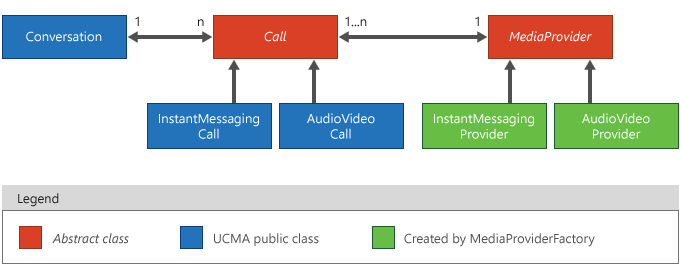 1 n 1...n 1
Conversation Call MediaProvider
InstantMessaging AudioVideo InstantMessaging AudioVideo
Call Call Provider Provider
Legend
Abstract class UCMA public class Created by MediaProviderFactory